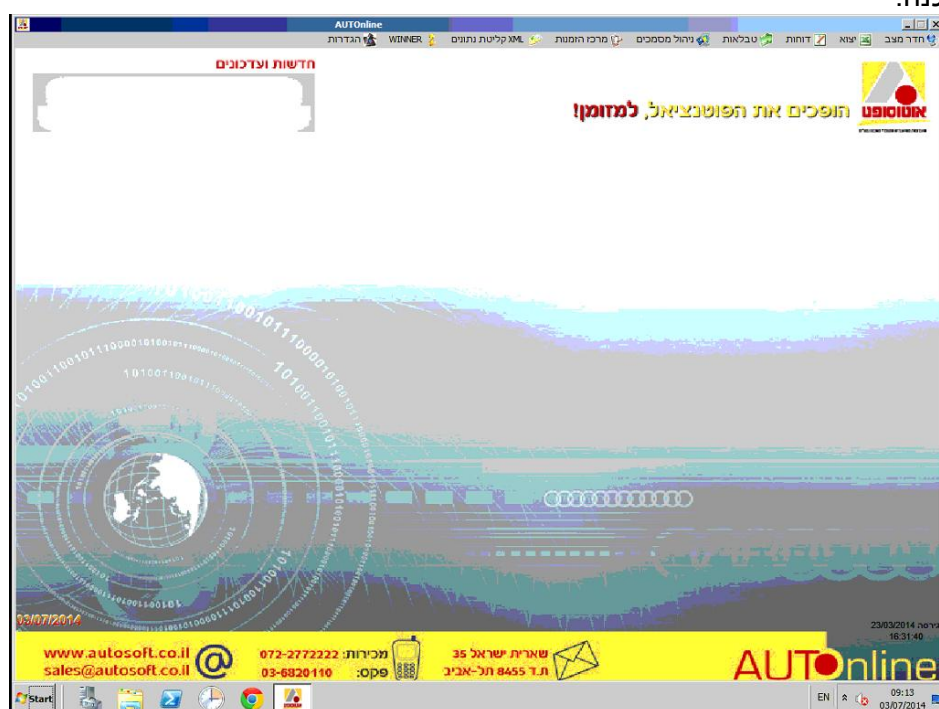 AUTOnline
חדר מצב יצוא דוחות טבלאות ניהול מסמכים מרכז הזמנות XML קליטת נתונים WINNER הגדרות
חדשות ועדכונים
אוטוסופט
הופכים את הפוטנציאל, למזומן!
03/07/2014
גירסה 23/03/2014
16:31:40
www.autosoft.co.il
sales@autosoft.co.il
מכירות: 072-2772222
פקס: 03-6820110
שארית ישראל 35
ת.ד 8455 תל-אביב
AUTOnline
Start
EN
09:13
03/07/2014